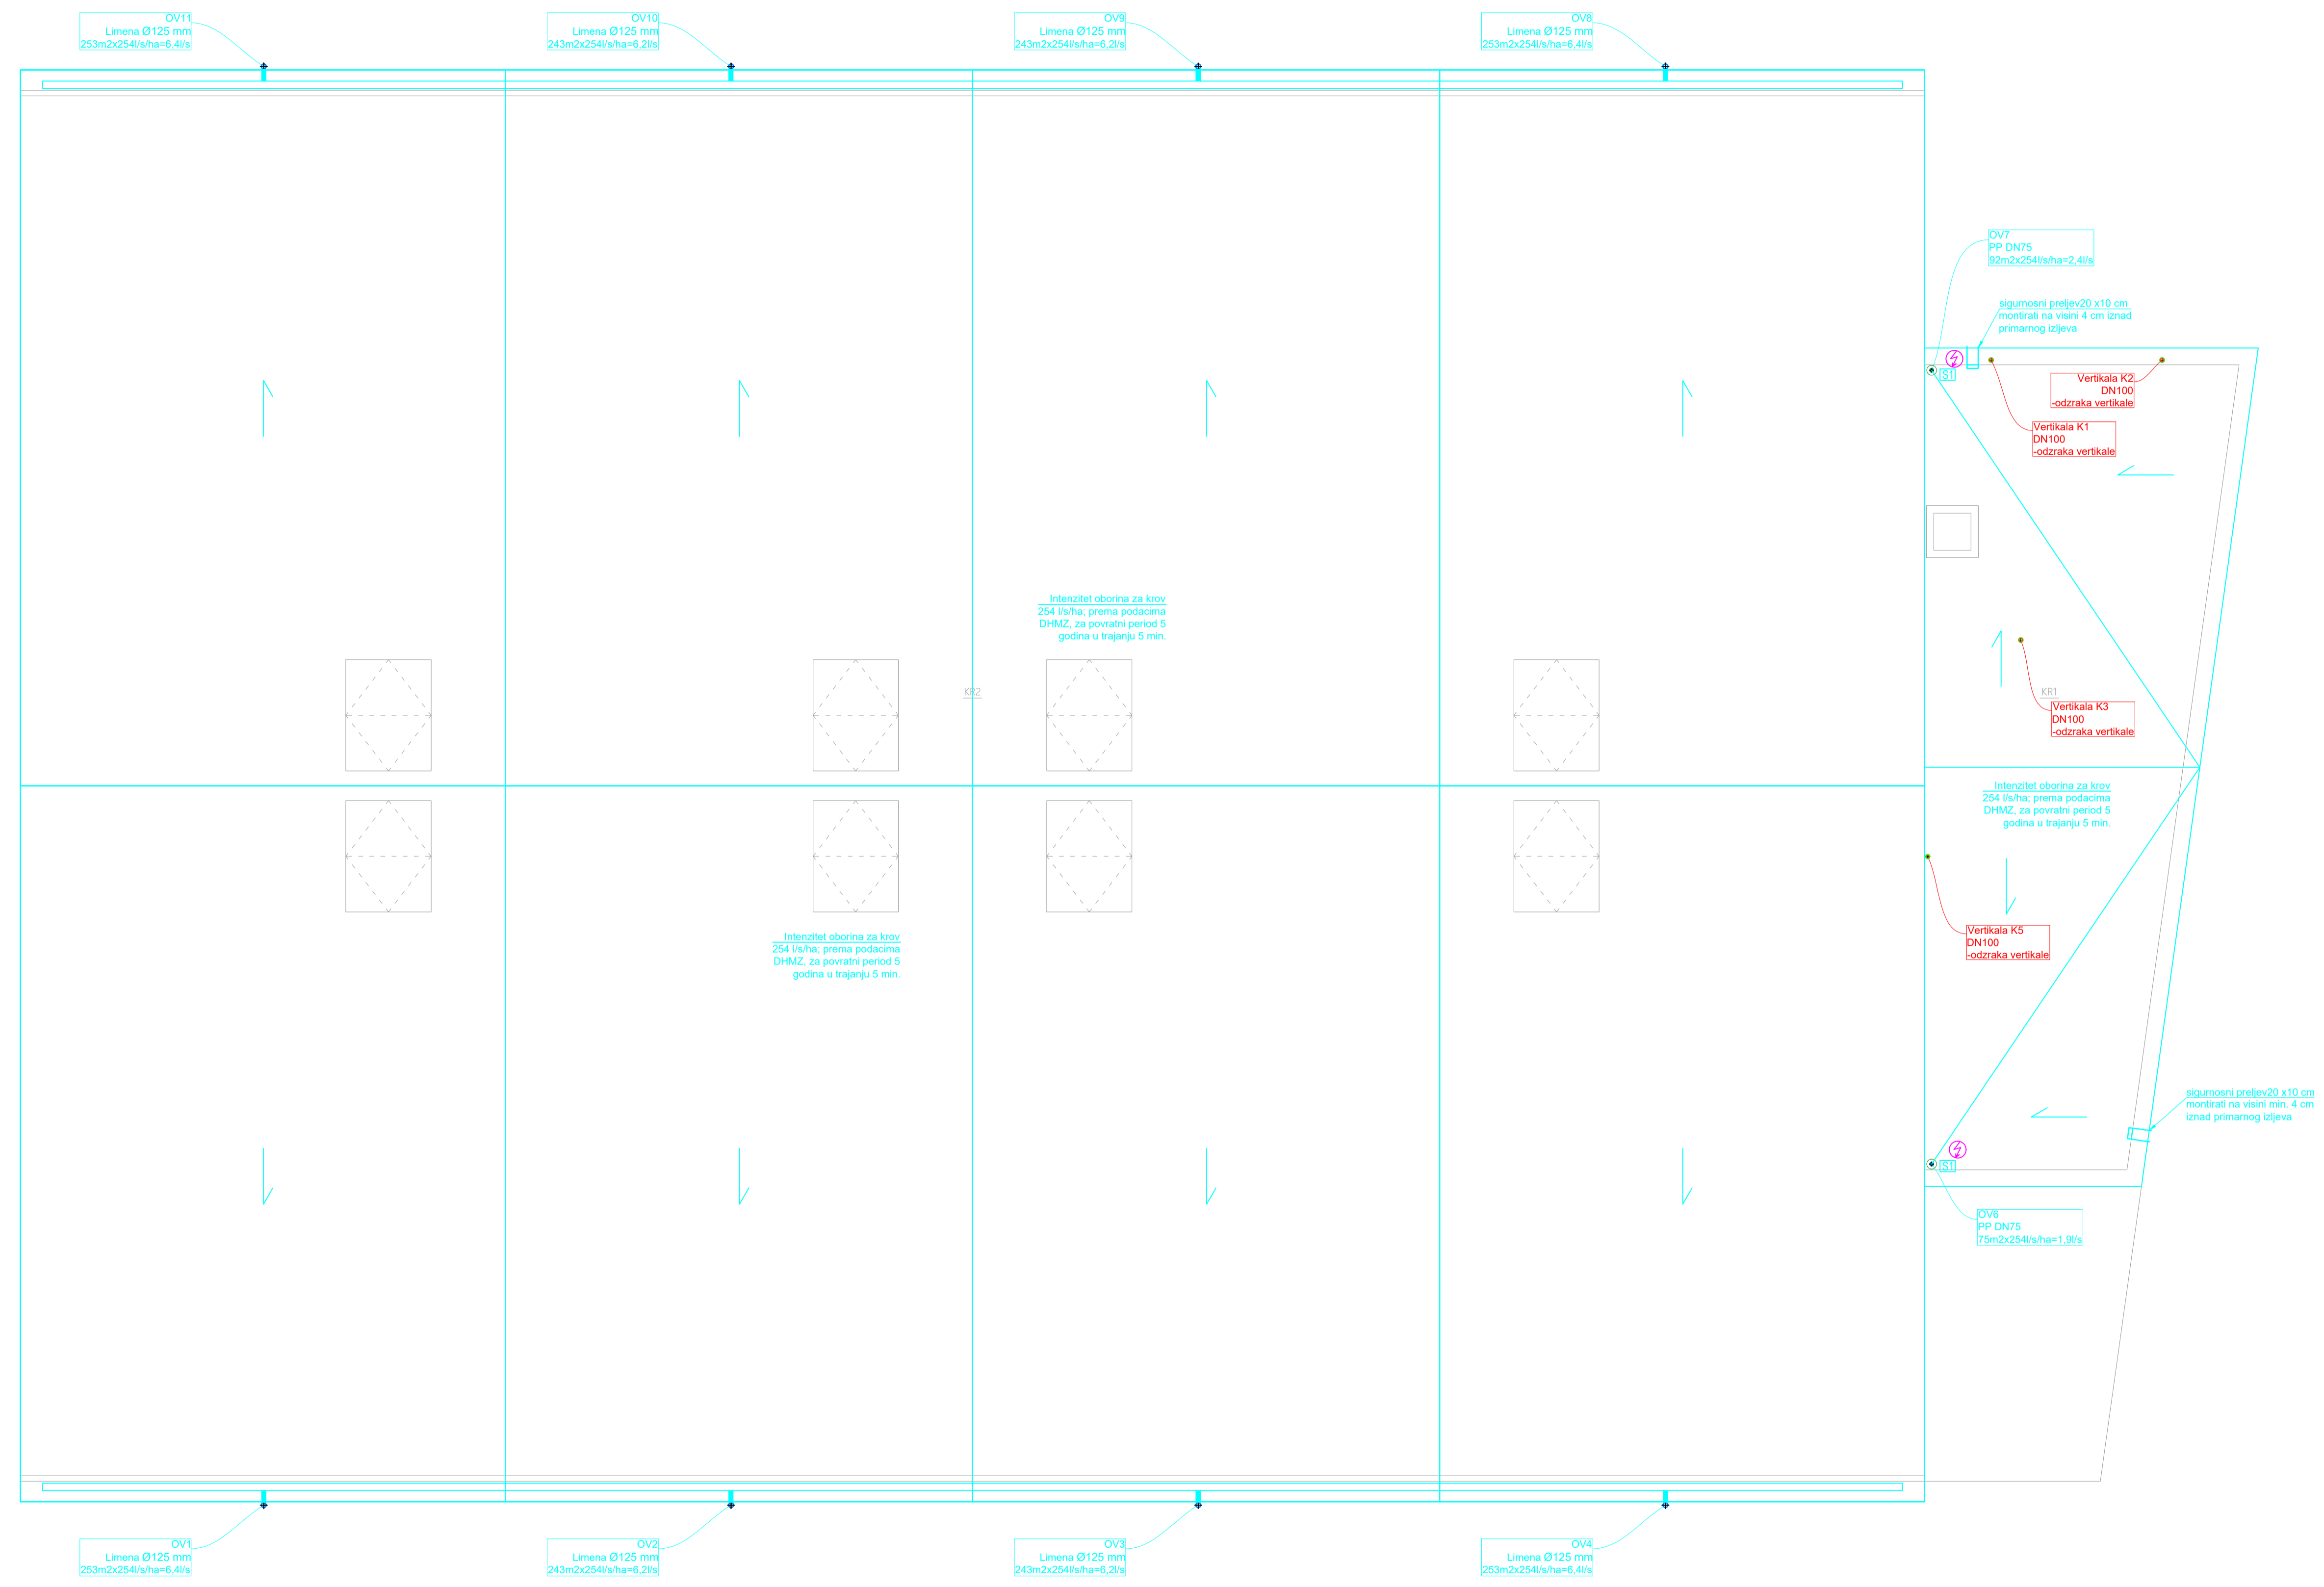 OV11
Limena Ø125 mm
253m2x254l/s/ha=6,4l/s
OV10
Limena Ø125 mm
243m2x254l/s/ha=6,2l/s
OV9
Limena Ø125 mm
243m2x254l/s/ha=6,2l/s
OV8
Limena Ø125 mm
253m2x254l/s/ha=6,4l/s
OV7
PP DN75
92m2x254l/s/ha=2,4l/s
sigurnosni preljev20 x10 cm
montirati na visini 4 cm iznad
primarnog izljeva
S1
Vertikala K2
DN100
-odzraka vertikale
Vertikala K1
DN100
-odzraka vertikale
Intenzitet oborina za krov
254 l/s/ha; prema podacima
DHMZ, za povratni period 5
godina u trajanju 5 min.
KR2
KR1
Vertikala K3
DN100
-odzraka vertikale
Intenzitet oborina za krov
254 l/s/ha; prema podacima
DHMZ, za povratni period 5
godina u trajanju 5 min.
Vertikala K5
DN100
-odzraka vertikale
Intenzitet oborina za krov
254 l/s/ha; prema podacima
DHMZ, za povratni period 5
godina u trajanju 5 min.
sigurnosni preljev20 x10 cm
montirati na visini min. 4 cm
iznad primarnog izljeva
S1
OV6
PP DN75
75m2x254l/s/ha=1,9l/s
OV1
Limena Ø125 mm
253m2x254l/s/ha=6,4l/s
OV2
Limena Ø125 mm
243m2x254l/s/ha=6,2l/s
OV3
Limena Ø125 mm
243m2x254l/s/ha=6,2l/s
OV4
Limena Ø125 mm
253m2x254l/s/ha=6,4l/s